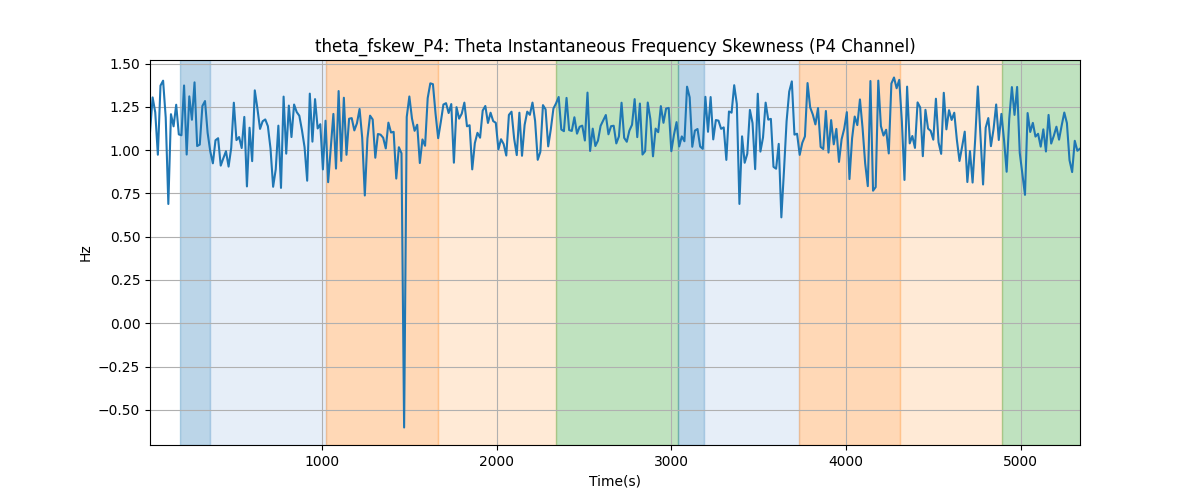 theta_fskew_P4: Theta Instantaneous Frequency Skewness (P4 Channel)
1.50
1.25
1.00
0.75
0.50
0.25
0.00
−0.25
−0.50
Hz
1000 2000 3000 4000 5000
Time(s)